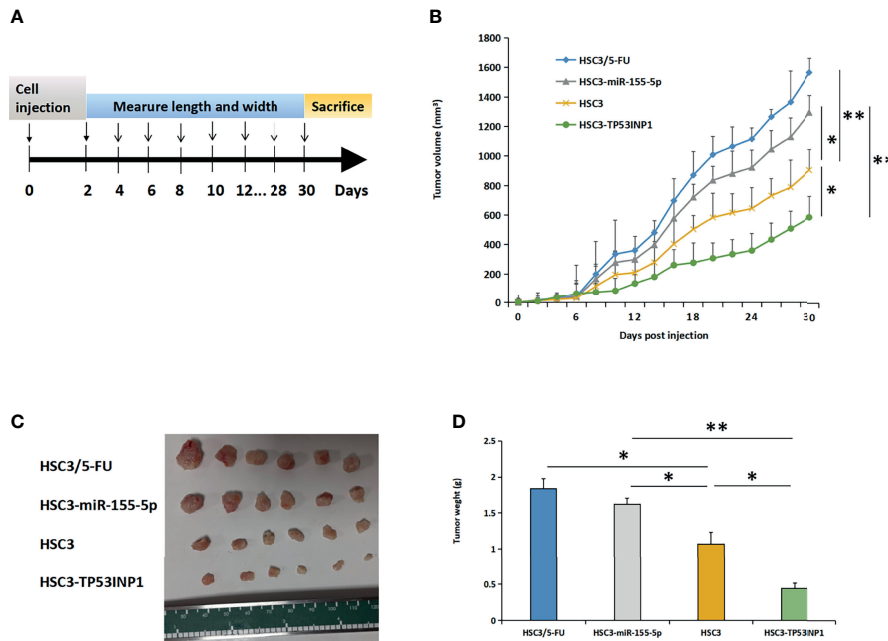 A
Cell
injection
Mearure length and width
Sacrifice
0 2 4 6 8 10 12... 28 30 Days
B
Tumor volume (mm³)
1800
1600
1400
1200
1000
800
600
400
200
0
HSC3/5-FU
HSC3-miR-155-5p
HSC3
HSC3-TP53INP1
*
**
**
*
0 6 12 18 24 30
Days post injection
C
HSC3/5-FU
HSC3-miR-155-5p
HSC3
HSC3-TP53INP1
D
Tumor weght (g)
2.5
2
1.5
1
0.5
0
**
*
* *
HSC3/5-FU HSC3-miR-155-5p HSC3 HSC3-TP53INP1